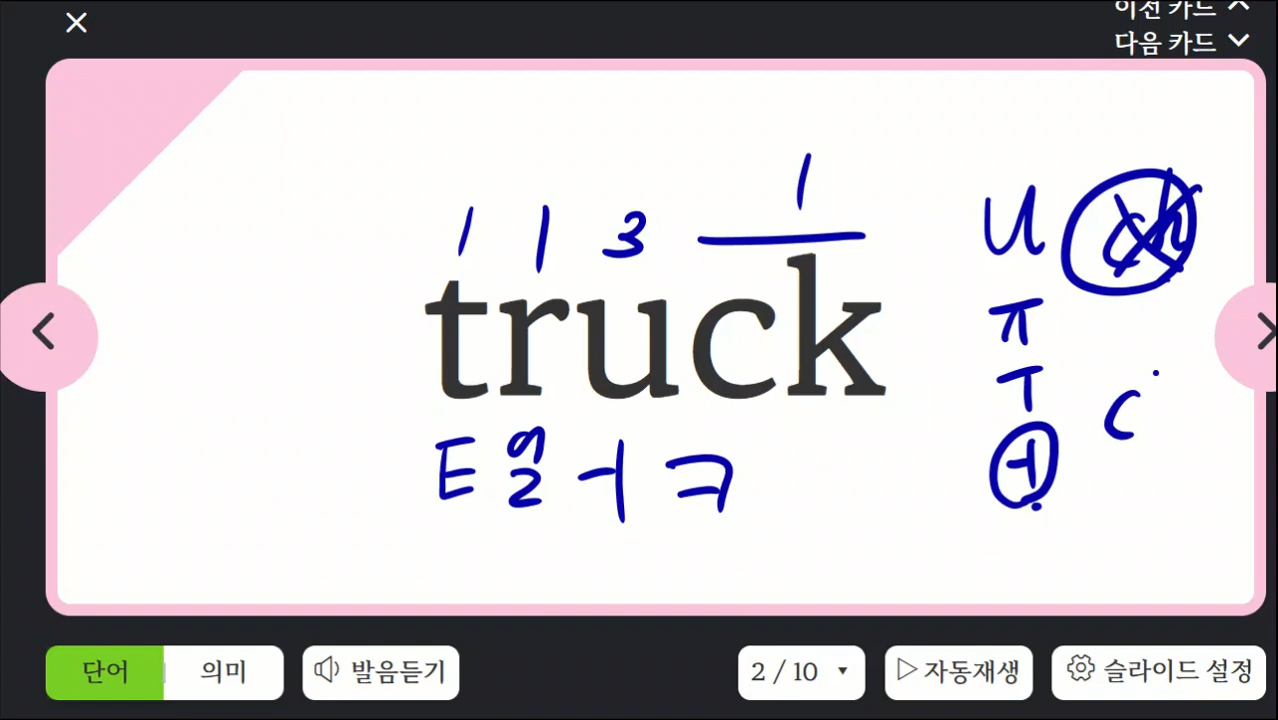 이전 카드
다음 카드
1 1 3 1
truck
E 얼 ㅓ ㅋ
u
ㅠ
ㅜ
ㅓ
c
단어 의미 발음듣기 2 / 10 자동재생 슬라이드 설정